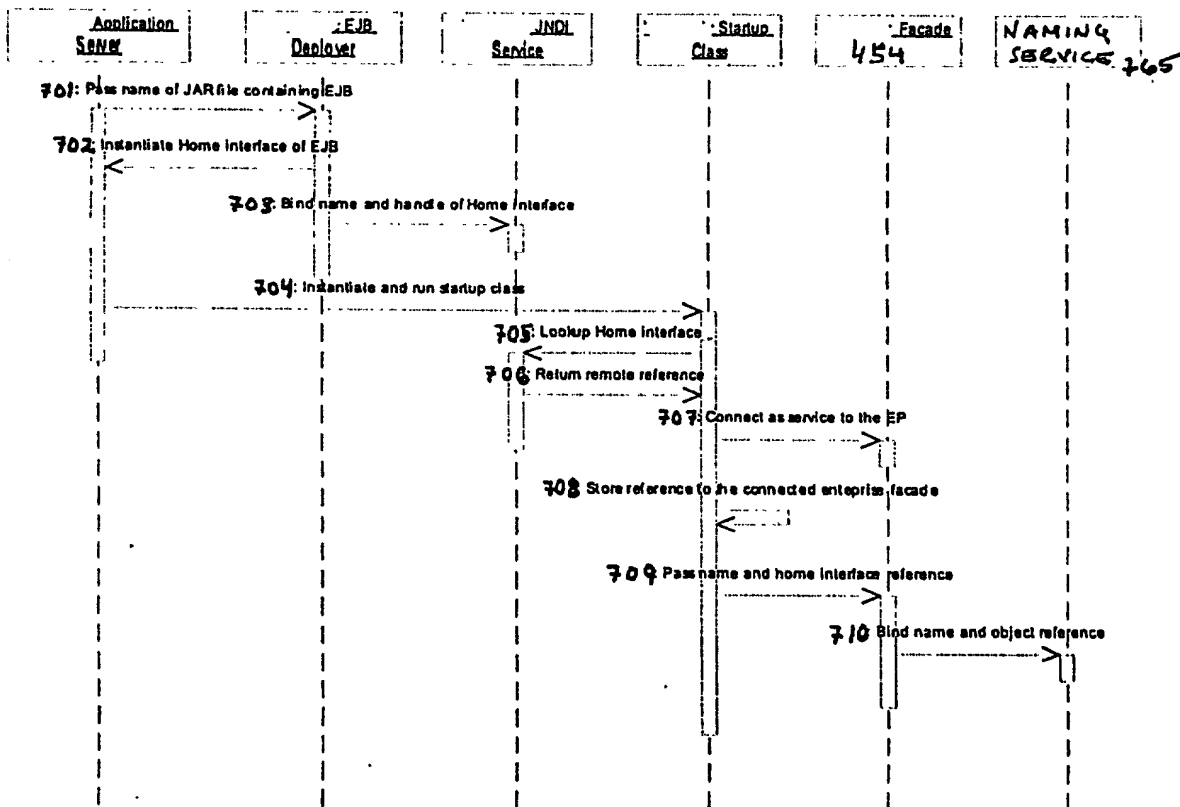 Application
Server
:EJB
Deployer
:JNDI
Service
:Startup
Class
:Facade
454
NAMING
SERVICE 765
701: Pass name of JAR file containing EJB
702: Instantiate Home interface of EJB
703: Bind name and handle of Home interface
704: Instantiate and run startup class
705: Lookup Home interface
706: Return remote reference
707: Connect as service to the EP
708 Store reference to the connected enteprise facade
709 Pass name and home interface reference
710 Bind name and object reference